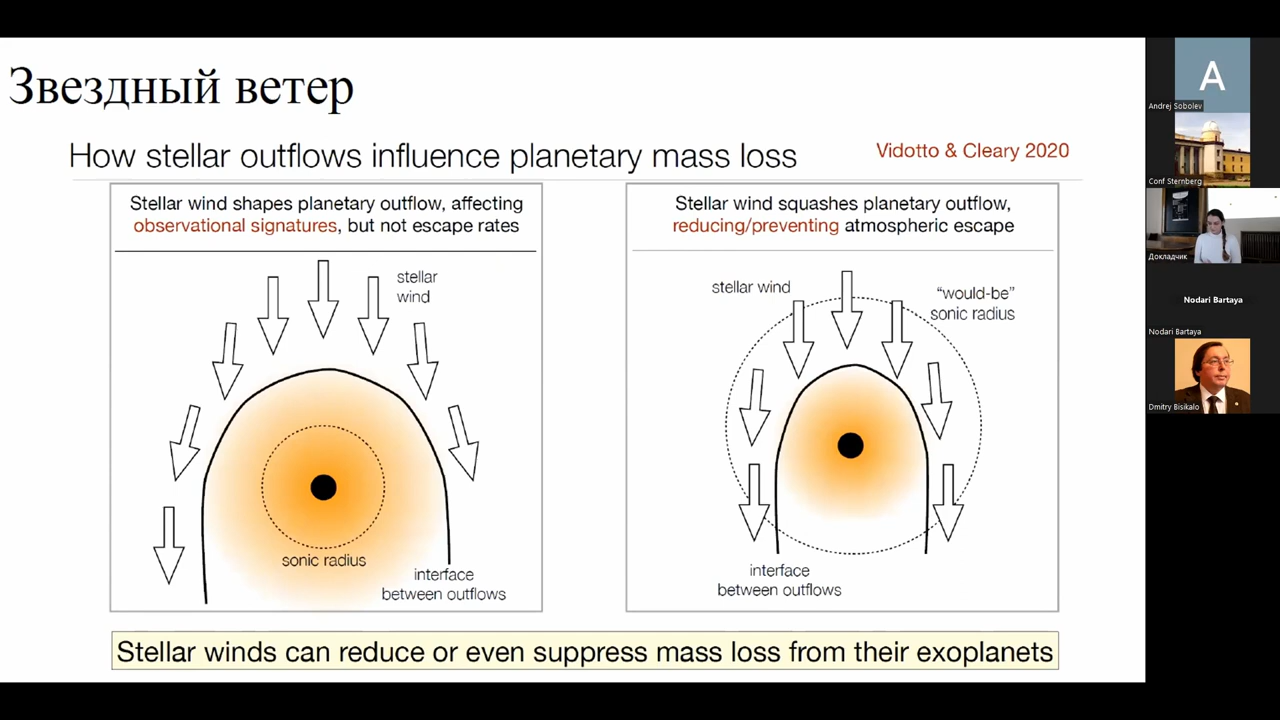 Звездный ветер
How stellar outflows influence planetary mass loss
Vidotto & Cleary 2020
Stellar wind shapes planetary outflow, affecting
observational signatures, but not escape rates
stellar
wind
sonic radius
interface
between outflows
Stellar wind squashes planetary outflow,
reducing/preventing atmospheric escape
stellar wind
“would-be”
sonic radius
interface
between outflows
Stellar winds can reduce or even suppress mass loss from their exoplanets
A
Andrej Sobolev
Conf Sternberg
Докладчик
Nodari Bartaya
Nodari Bartaya
Dmitry Bisikalo